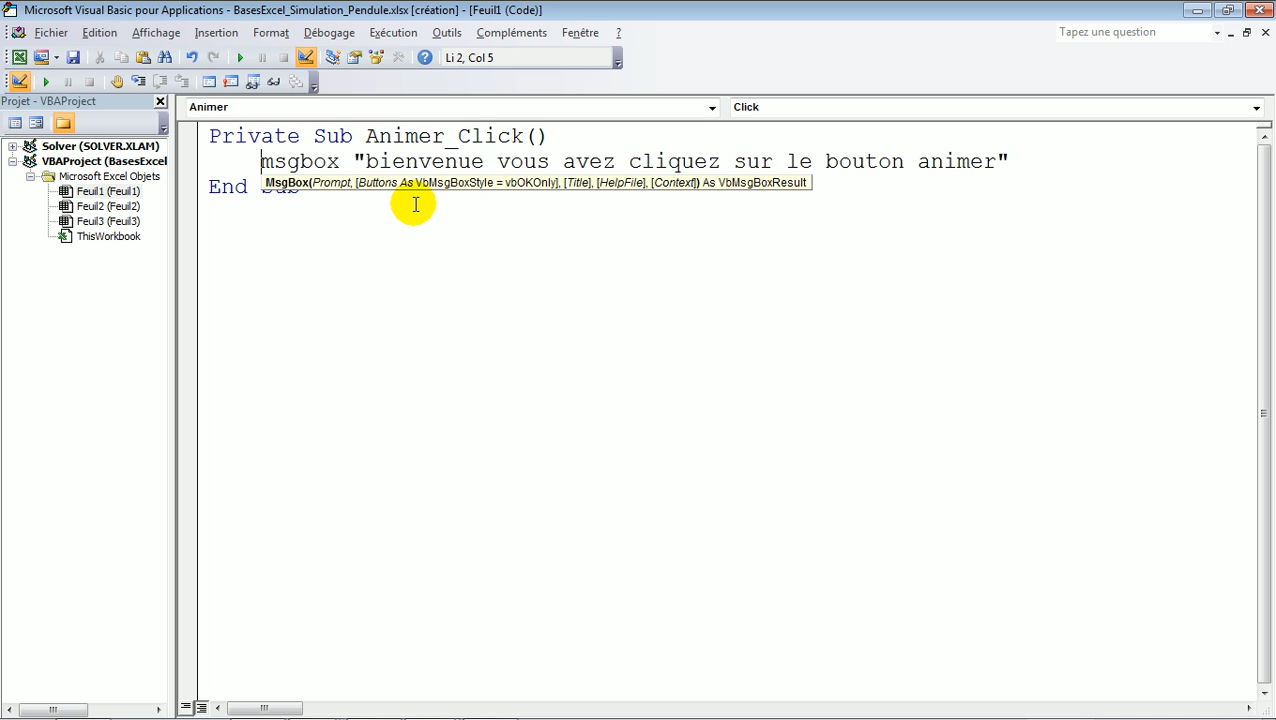 Microsoft Visual Basic pour Applications - BasesExcel_Simulation_Pendule.xlsx [création] - [Feuil1 (Code)]
Fichier Edition Affichage Insertion Format Débogage Exécution Outils Compléments Fenêtre ? Tapez une question
Li 2, Col 5
Projet - VBAProject
Animer Click
Solver (SOLVER.XLAM)
VBAProject (BasesExcel
Microsoft Excel Objets
Feuil1 (Feuil1)
Feuil2 (Feuil2)
Feuil3 (Feuil3)
ThisWorkbook
Private Sub Animer_Click()
msgbox "bienvenue vous avez cliquez sur le bouton animer"
MsgBox(Prompt, [Buttons As VbMsgBoxStyle = vbOKOnly], [Title], [HelpFile], [Context]) As VbMsgBoxResult
End Sub